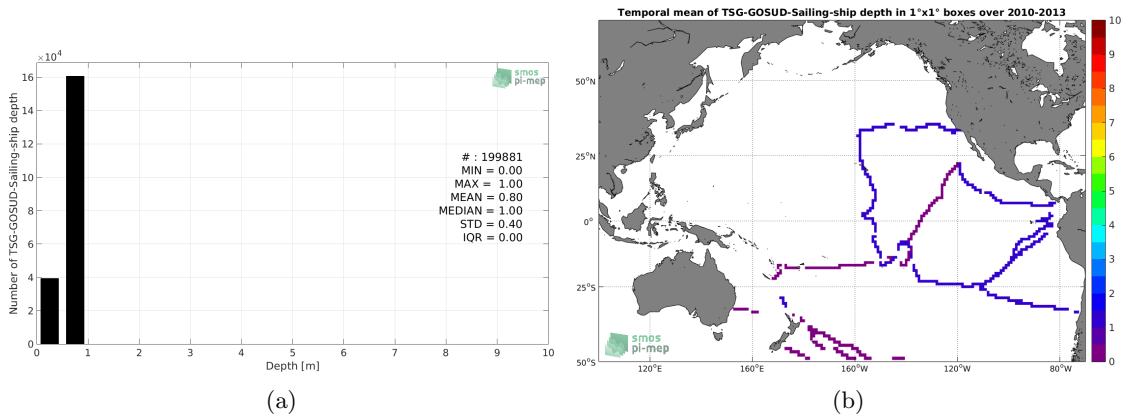 ×10⁴
16
14
12
10
8
6
4
2
0
Number of TSG-GOSUD-Sailing-ship depth
0 1 2 3 4 5 6 7 8 9 10
Depth [m]
smos
pi-mep
# : 199881
MIN = 0.00
MAX = 1.00
MEAN = 0.80
MEDIAN = 1.00
STD = 0.40
IQR = 0.00
(a)
Temporal mean of TSG-GOSUD-Sailing-ship depth in 1°x1° boxes over 2010-2013
50°N
25°N
0°
25°S
50°S
120°E 160°E 160°W 120°W 80°W
smos
pi-mep
10
9
8
7
6
5
4
3
2
1
0
(b)